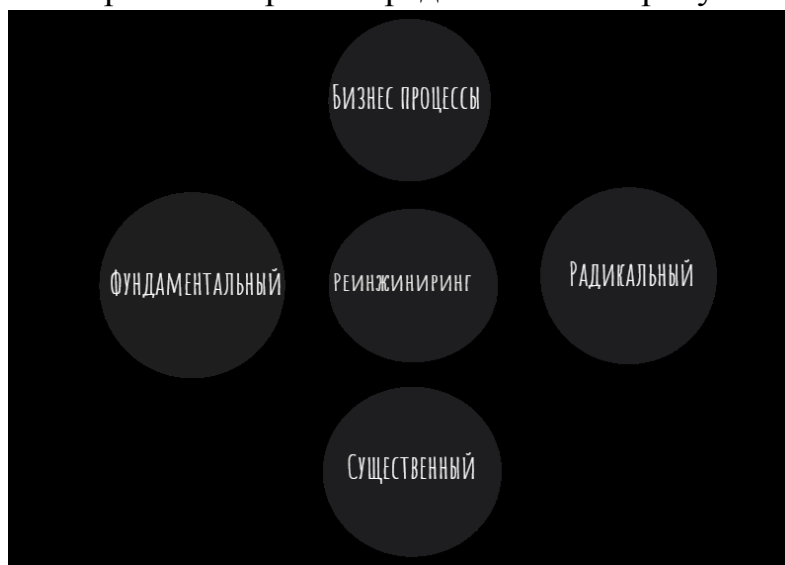 Бизнес процессы
Фундаментальный
Реинжиниринг
Радикальный
Существенный